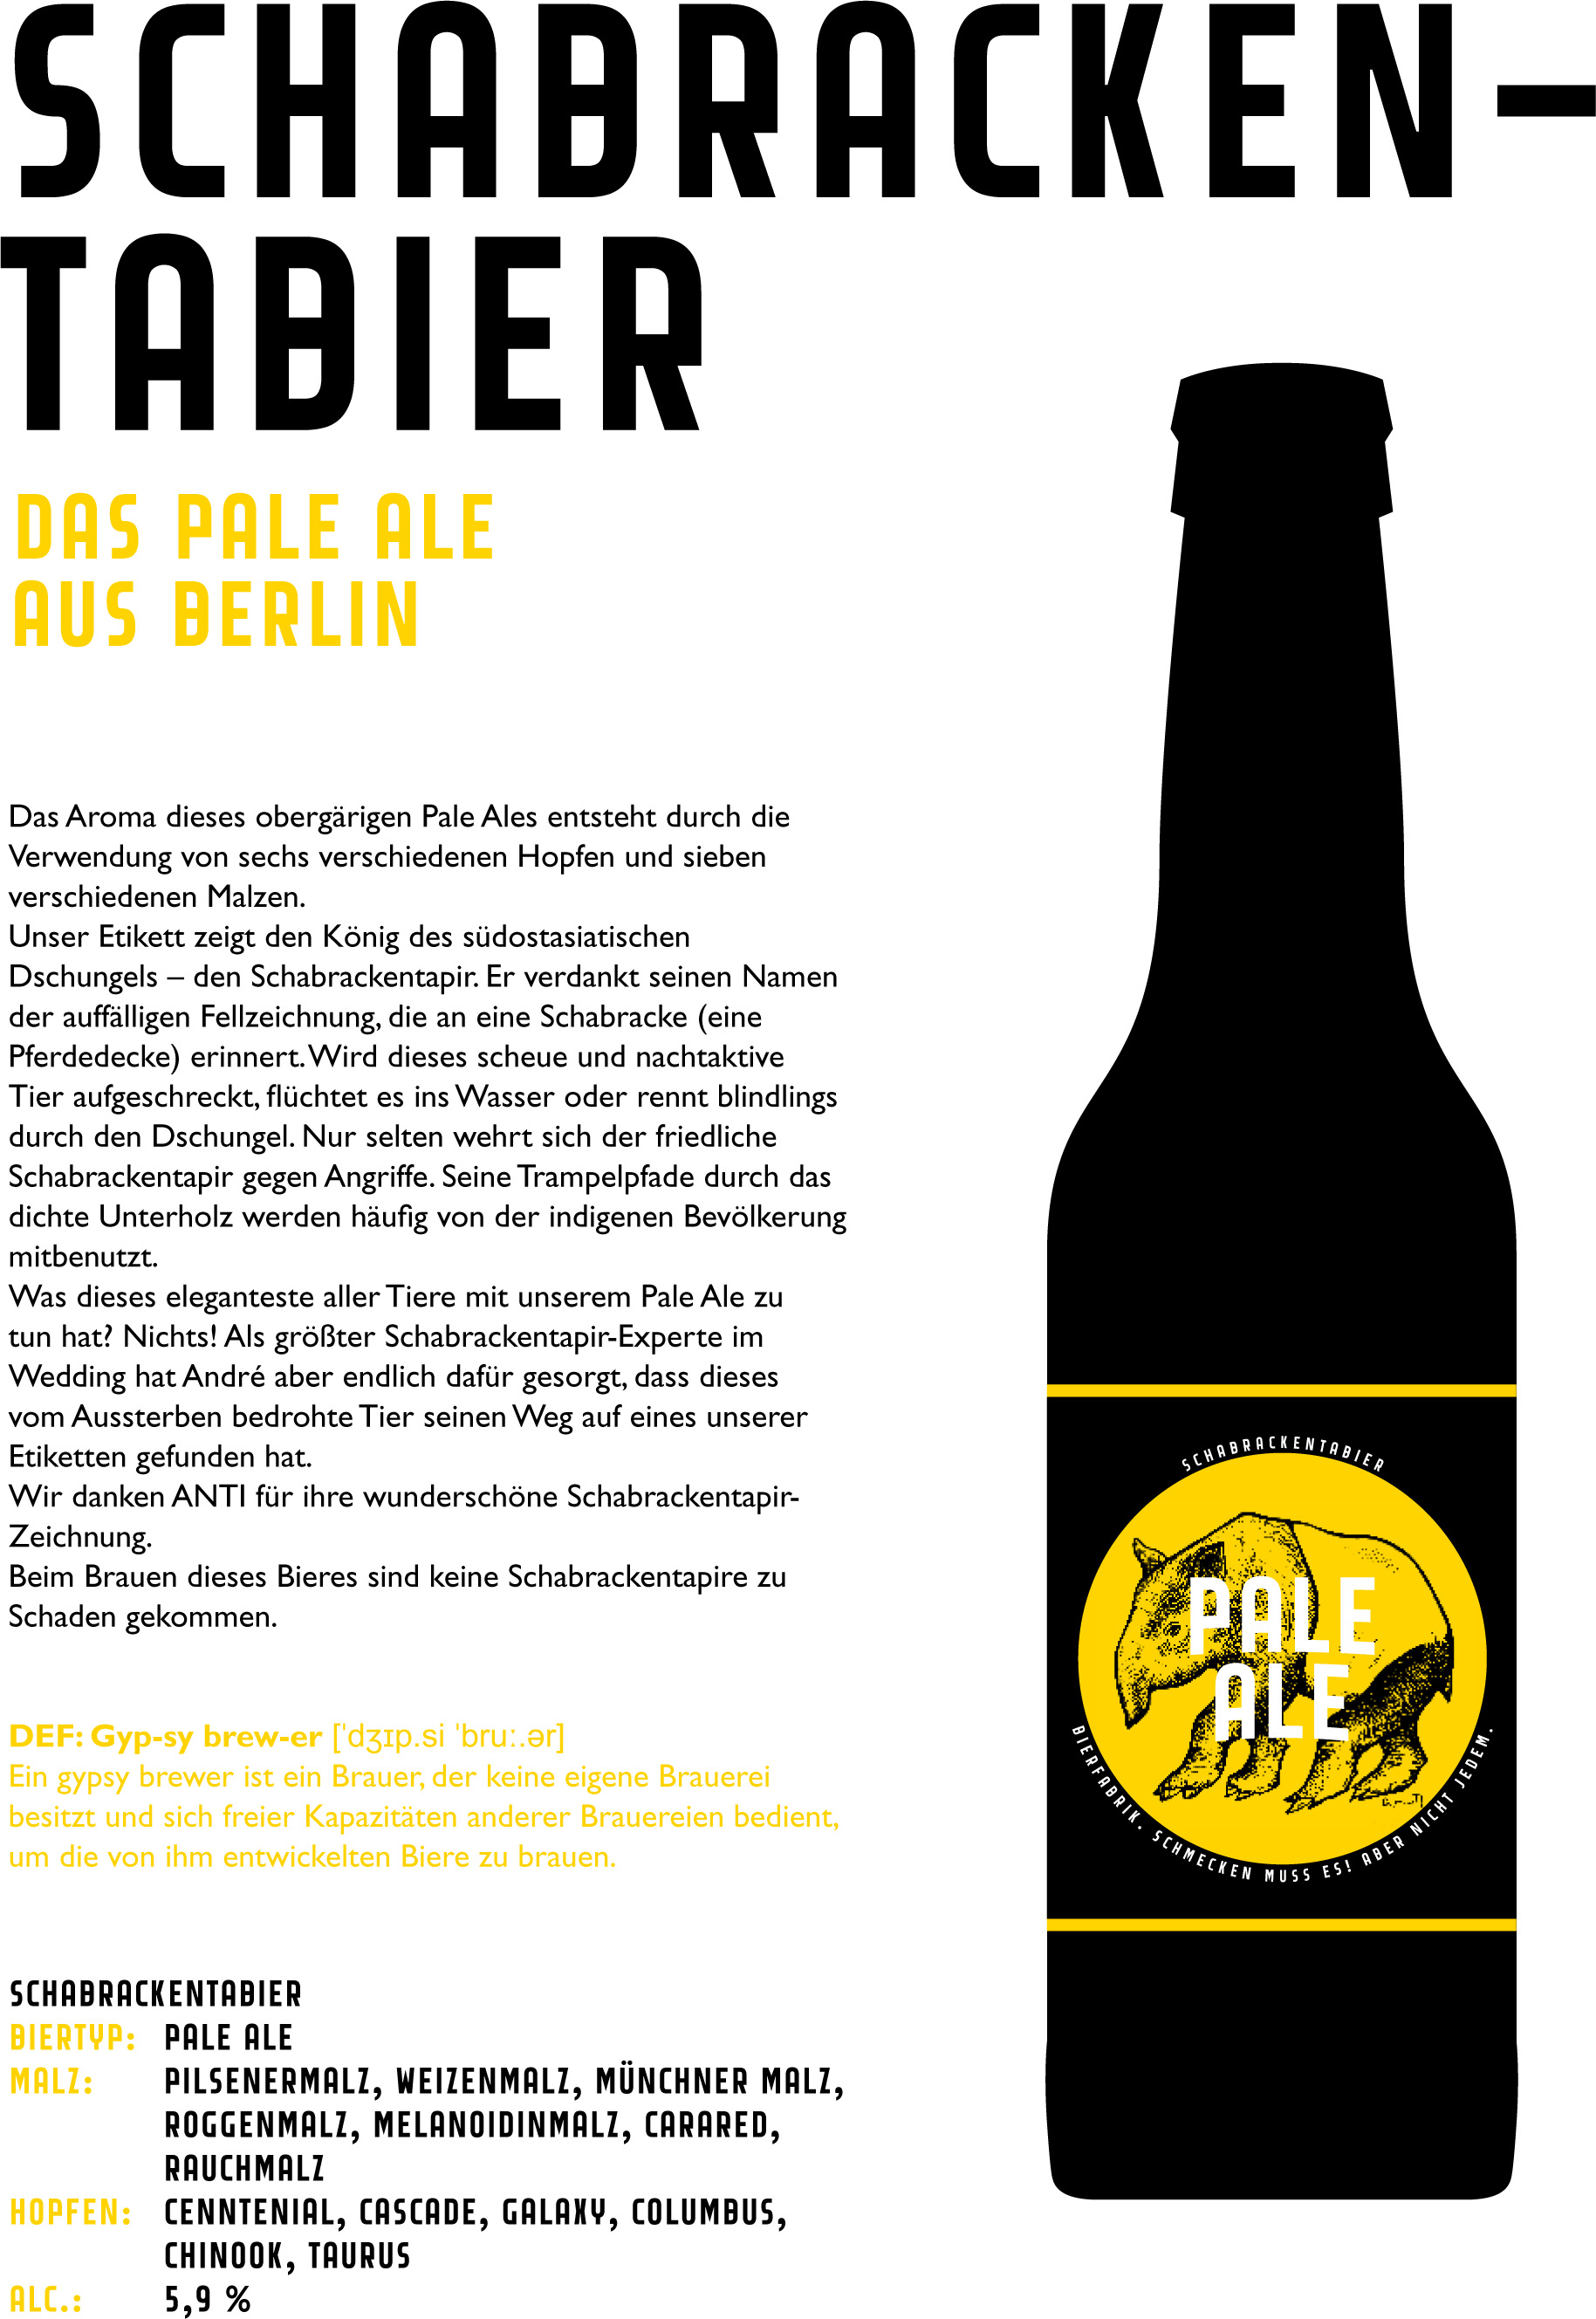 SCHABRACKEN-
TABIER
DAS PALE ALE
AUS BERLIN
Das Aroma dieses obergärigen Pale Ales entsteht durch die
Verwendung von sechs verschiedenen Hopfen und sieben
verschiedenen Malzen.
Unser Etikett zeigt den König des südostasiatischen
Dschungels – den Schabrackentapir. Er verdankt seinen Namen
der auffälligen Fellzeichnung, die an eine Schabracke (eine
Pferdedecke) erinnert. Wird dieses scheue und nachtaktive
Tier aufgeschreckt, flüchtet es ins Wasser oder rennt blindlings
durch den Dschungel. Nur selten wehrt sich der friedliche
Schabrackentapir gegen Angriffe. Seine Trampelpfade durch das
dichte Unterholz werden häufig von der indigenen Bevölkerung
mitbenutzt.
Was dieses eleganteste aller Tiere mit unserem Pale Ale zu
tun hat? Nichts! Als größter Schabrackentapir-Experte im
Wedding hat André aber endlich dafür gesorgt, dass dieses
vom Aussterben bedrohte Tier seinen Weg auf eines unserer
Etiketten gefunden hat.
Wir danken ANTI für ihre wunderschöne Schabrackentapir-
Zeichnung.
Beim Brauen dieses Bieres sind keine Schabrackentapire zu
Schaden gekommen.
DEF: Gyp-sy brew-er [ˈdʒɪp.si ˈbruː.ər]
Ein gypsy brewer ist ein Brauer, der keine eigene Brauerei
besitzt und sich freier Kapazitäten anderer Brauereien bedient,
um die von ihm entwickelten Biere zu brauen.
SCHABRACKENTABIER
BIERTYP: PALE ALE
MALZ: PILSENERMALZ, WEIZENMALZ, MÜNCHNER MALZ,
ROGGENMALZ, MELANOIDINMALZ, CARARED,
RAUCHMALZ
HOPFEN: CENNTENIAL, CASCADE, GALAXY, COLUMBUS,
CHINOOK, TAURUS
ALC.: 5,9 %
SCHABRACKENTABIER
PALE
ALE
BIERFABRIK. SCHMECKEN MUSS ES! ABER NICHT JEDEM.